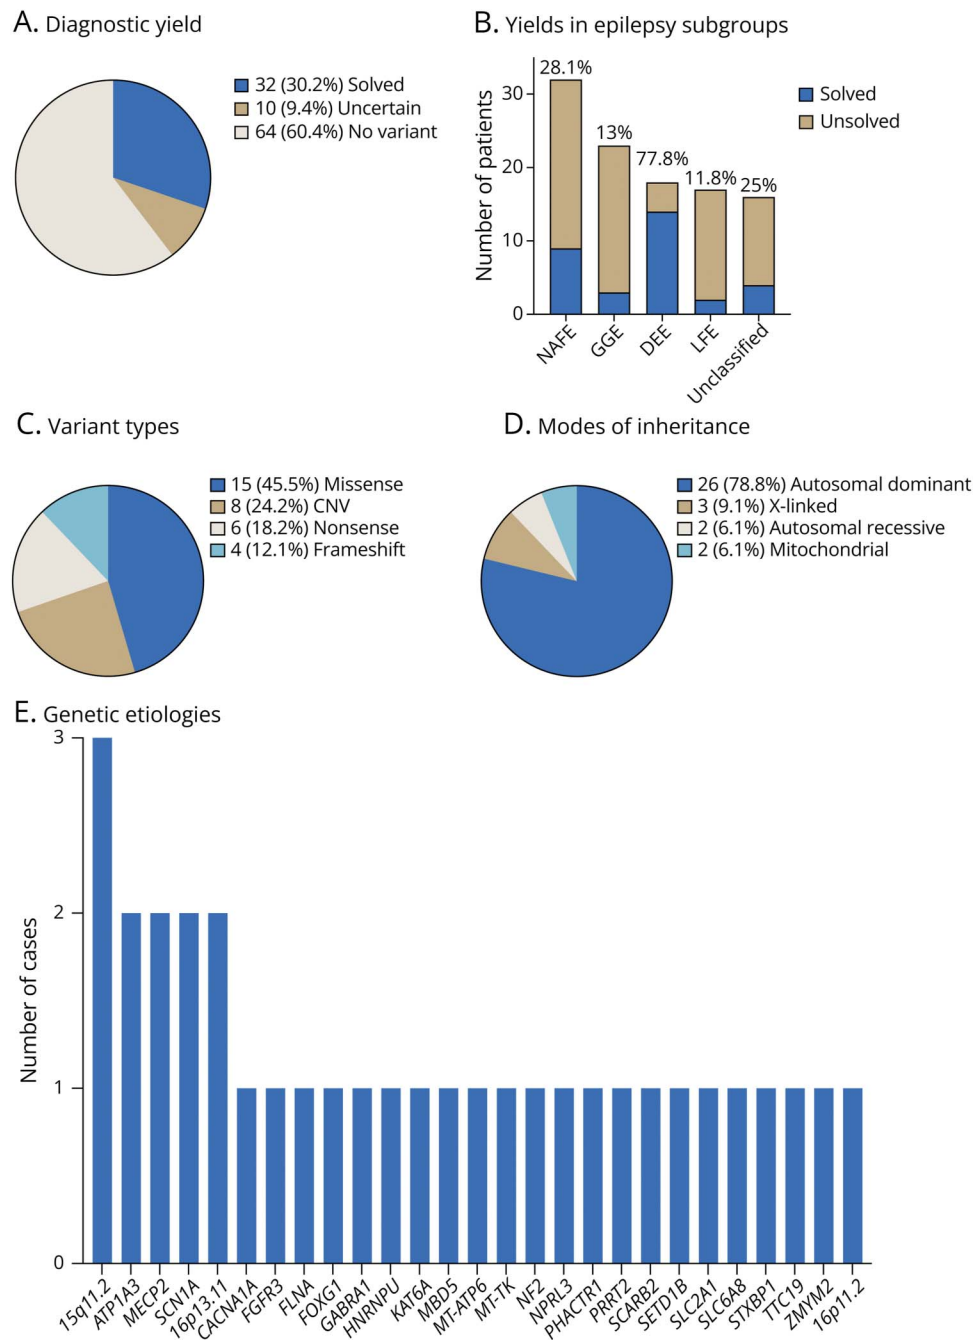 A. Diagnostic yield
32 (30.2%) Solved
10 (9.4%) Uncertain
64 (60.4%) No variant
B. Yields in epilepsy subgroups
Number of patients
30
20
10
0
28.1%
13%
77.8%
11.8%
25%
NAFE
GGE
DEE
LFE
Unclassified
Solved
Unsolved
C. Variant types
15 (45.5%) Missense
8 (24.2%) CNV
6 (18.2%) Nonsense
4 (12.1%) Frameshift
D. Modes of inheritance
26 (78.8%) Autosomal dominant
3 (9.1%) X-linked
2 (6.1%) Autosomal recessive
2 (6.1%) Mitochondrial
E. Genetic etiologies
Number of cases
3
2
1
0
15q11.2
ATP1A3
MECP2
SCN1A
16p13.11
CACNA1A
FGFR3
FLNA
FOXG1
GABRA1
HNRNPU
KAT6A
MBD5
MT-ATP6
MT-TK
NF2
NPRL3
PHACTR1
PRRT2
SCARB2
SETD1B
SLC2A1
SLC6A8
STXBP1
TTC19
ZMYM2
16p11.2